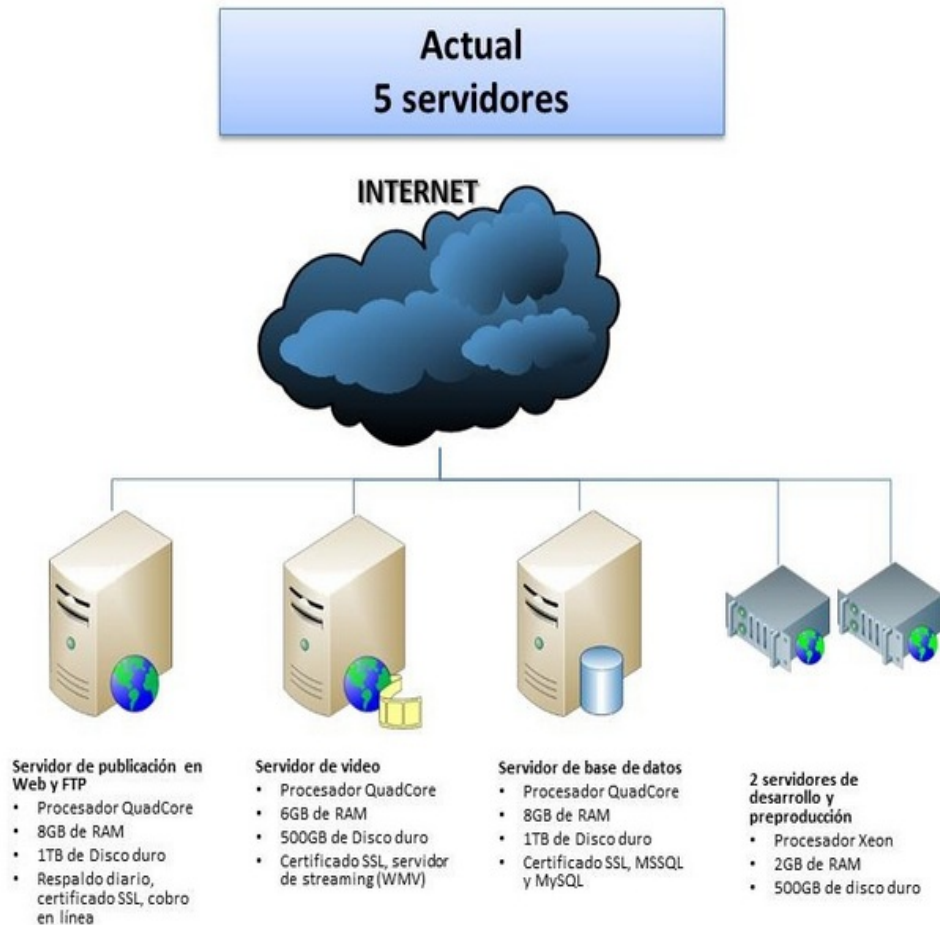 Actual
5 servidores
INTERNET
Servidor de publicación en
Web y FTP
• Procesador QuadCore
• 8GB de RAM
• 1TB de Disco duro
• Respaldo diario,
certificado SSL, cobro
en línea
Servidor de video
• Procesador QuadCore
• 6GB de RAM
• 500GB de Disco duro
• Certificado SSL, servidor
de streaming (WMV)
Servidor de base de datos
• Procesador QuadCore
• 8GB de RAM
• 1TB de Disco duro
• Certificado SSL, MSSQL
y MySQL
2 servidores de
desarrollo y
preproducción
• Procesador Xeon
• 2GB de RAM
• 500GB de disco duro